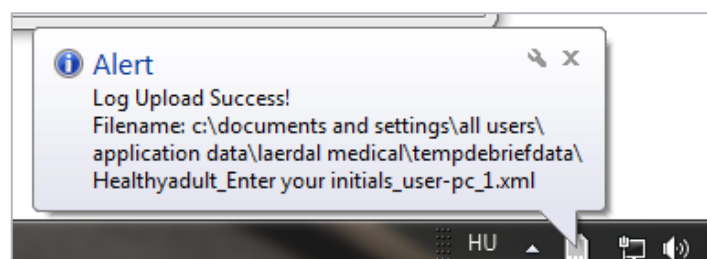 Alert
Log Upload Success!
Filename: c:\documents and settings\all users\
application data\laerdal medical\tempdebriefdata\
Healthyadult_Enter your initials_user-pc_1.xml
HU